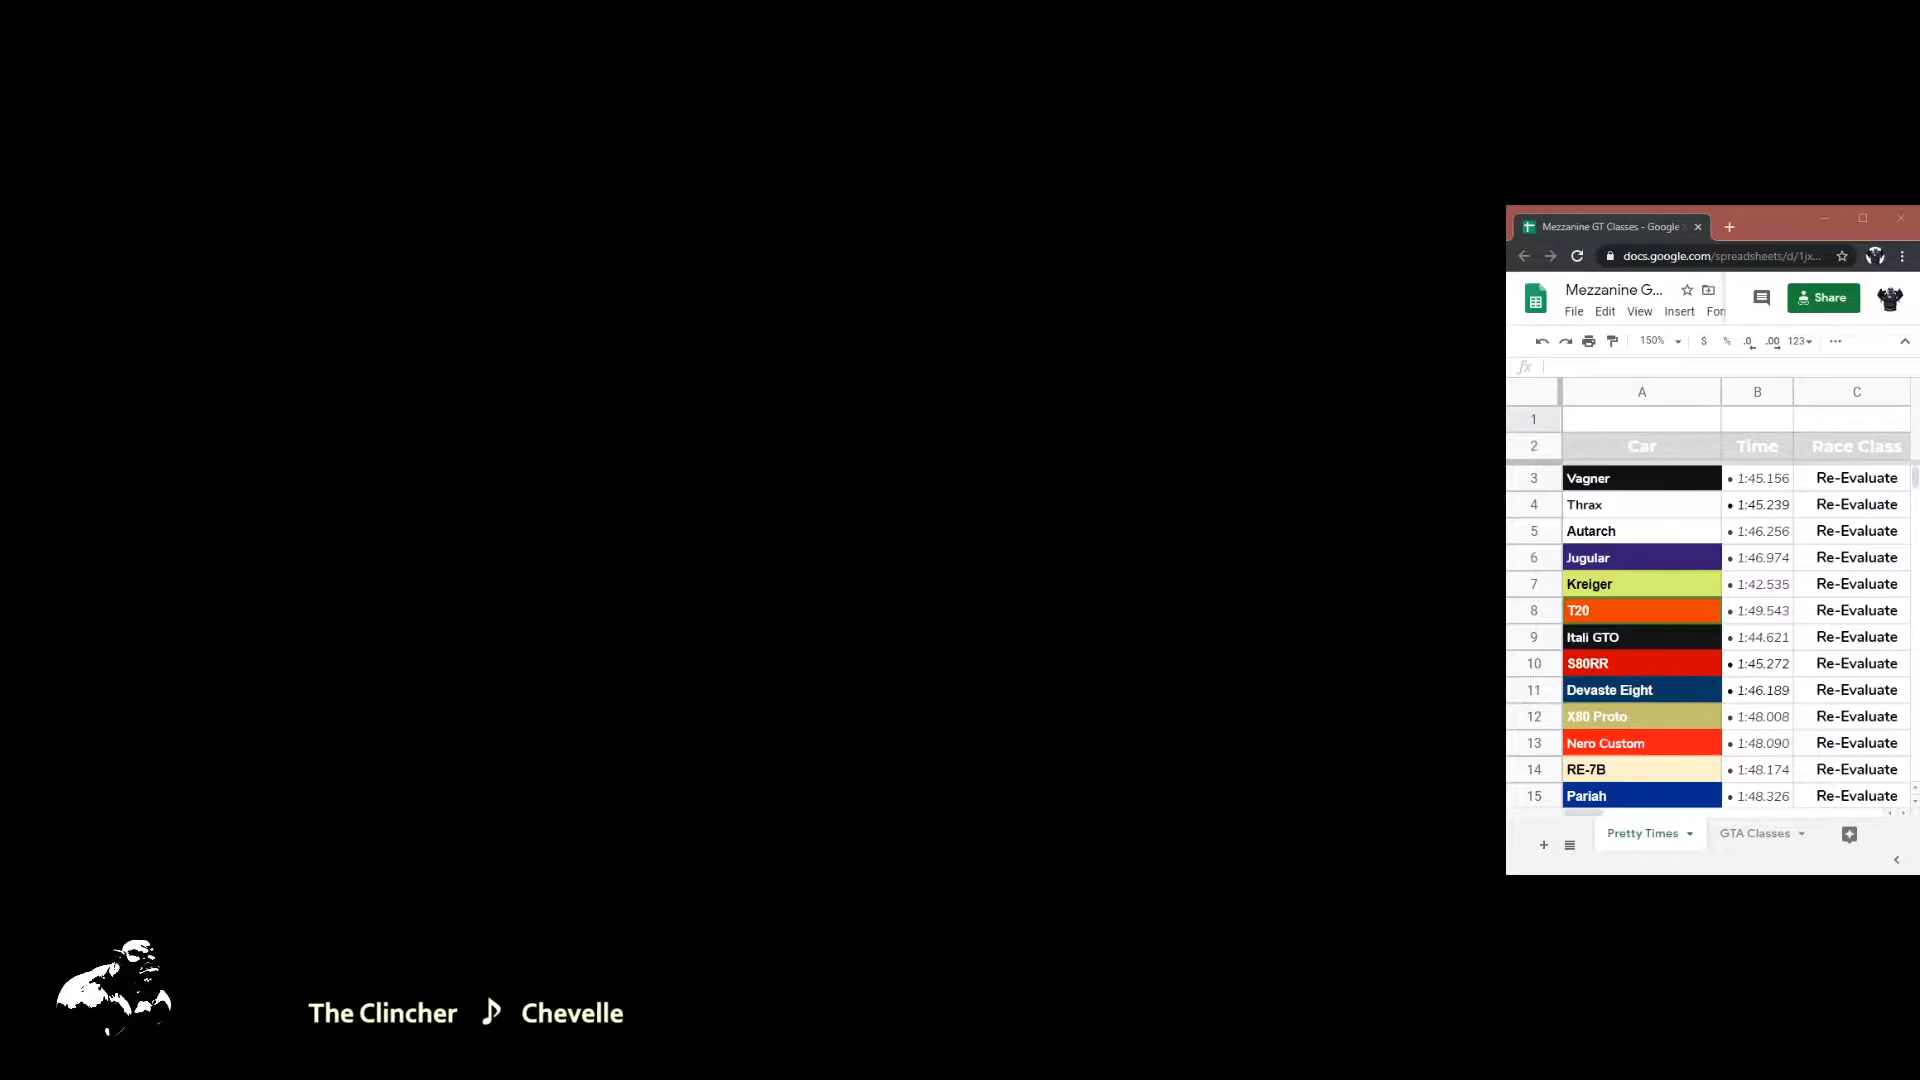 Mezzanine GT Classes - Google
docs.google.com/spreadsheets/d/1jx...
Mezzanine G...
Share
File Edit View Insert For
150% $ % .0 .00 123 ...
fx
A B C
1
2 Car Time Race Class
3 Vagner 1:45.156 Re-Evaluate
4 Thrax 1:45.239 Re-Evaluate
5 Autarch 1:46.256 Re-Evaluate
6 Jugular 1:46.974 Re-Evaluate
7 Kreiger 1:42.535 Re-Evaluate
8 T20 1:49.543 Re-Evaluate
9 Itali GTO 1:44.621 Re-Evaluate
10 S80RR 1:45.272 Re-Evaluate
11 Devaste Eight 1:46.189 Re-Evaluate
12 X80 Proto 1:48.008 Re-Evaluate
13 Nero Custom 1:48.090 Re-Evaluate
14 RE-7B 1:48.174 Re-Evaluate
15 Pariah 1:48.326 Re-Evaluate
Pretty Times GTA Classes
The Clincher ♪ Chevelle